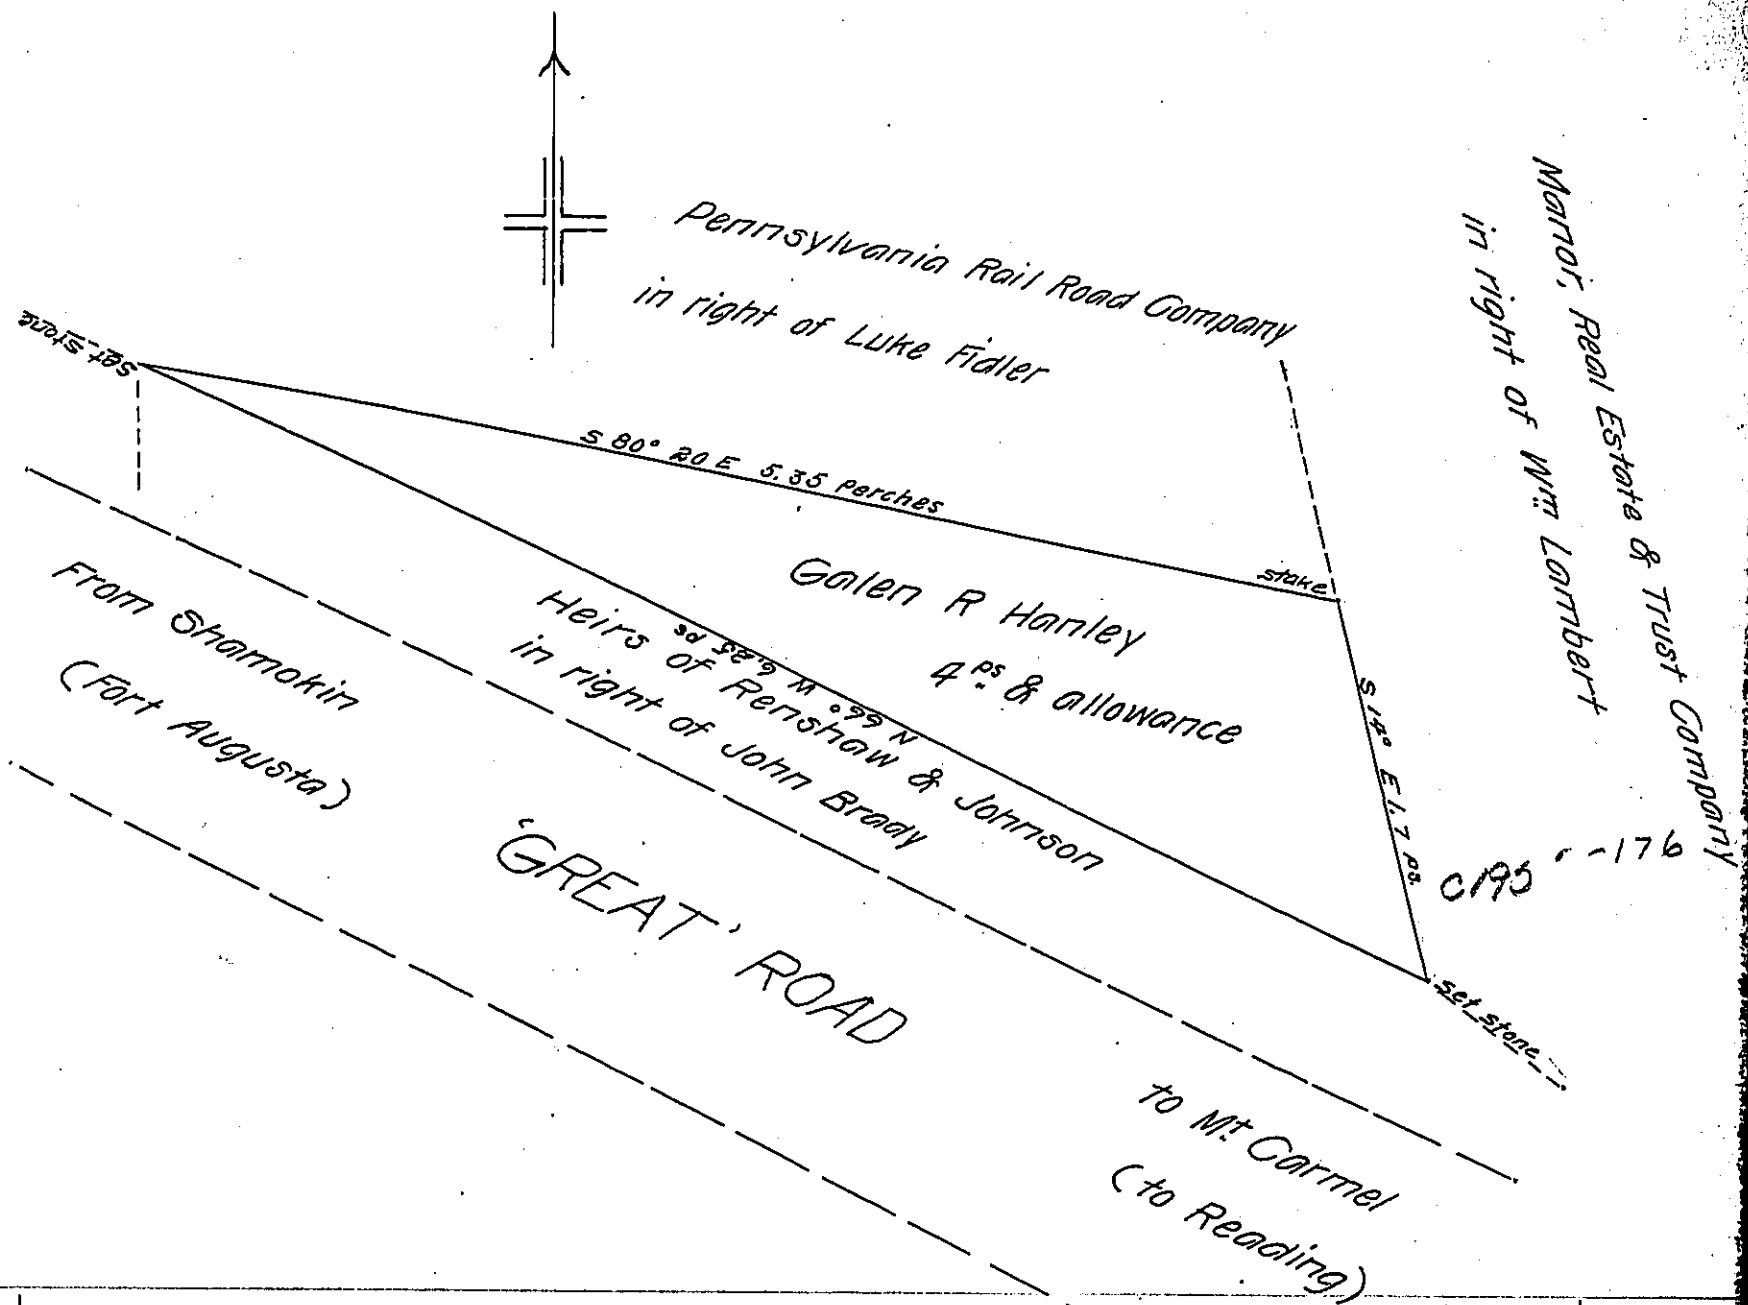 Pennsylvania Rail Road Company
in right of Luke Fidler
Manor, Real Estate & Trust Company
in right of Wm Lambert
set stone
S 80° 20 E 5.35 Perches
stake
Galen R Hanley
4 ps & allowance
S 14° E 1.7 ps.
N 66° W 6.25 ps
Heirs of Renshaw & Johnson
in right of John Brady
C195 - 176
set stone
From Shamokin
(Fort Augusta)
'GREAT' ROAD
to Mt Carmel
(to Reading)